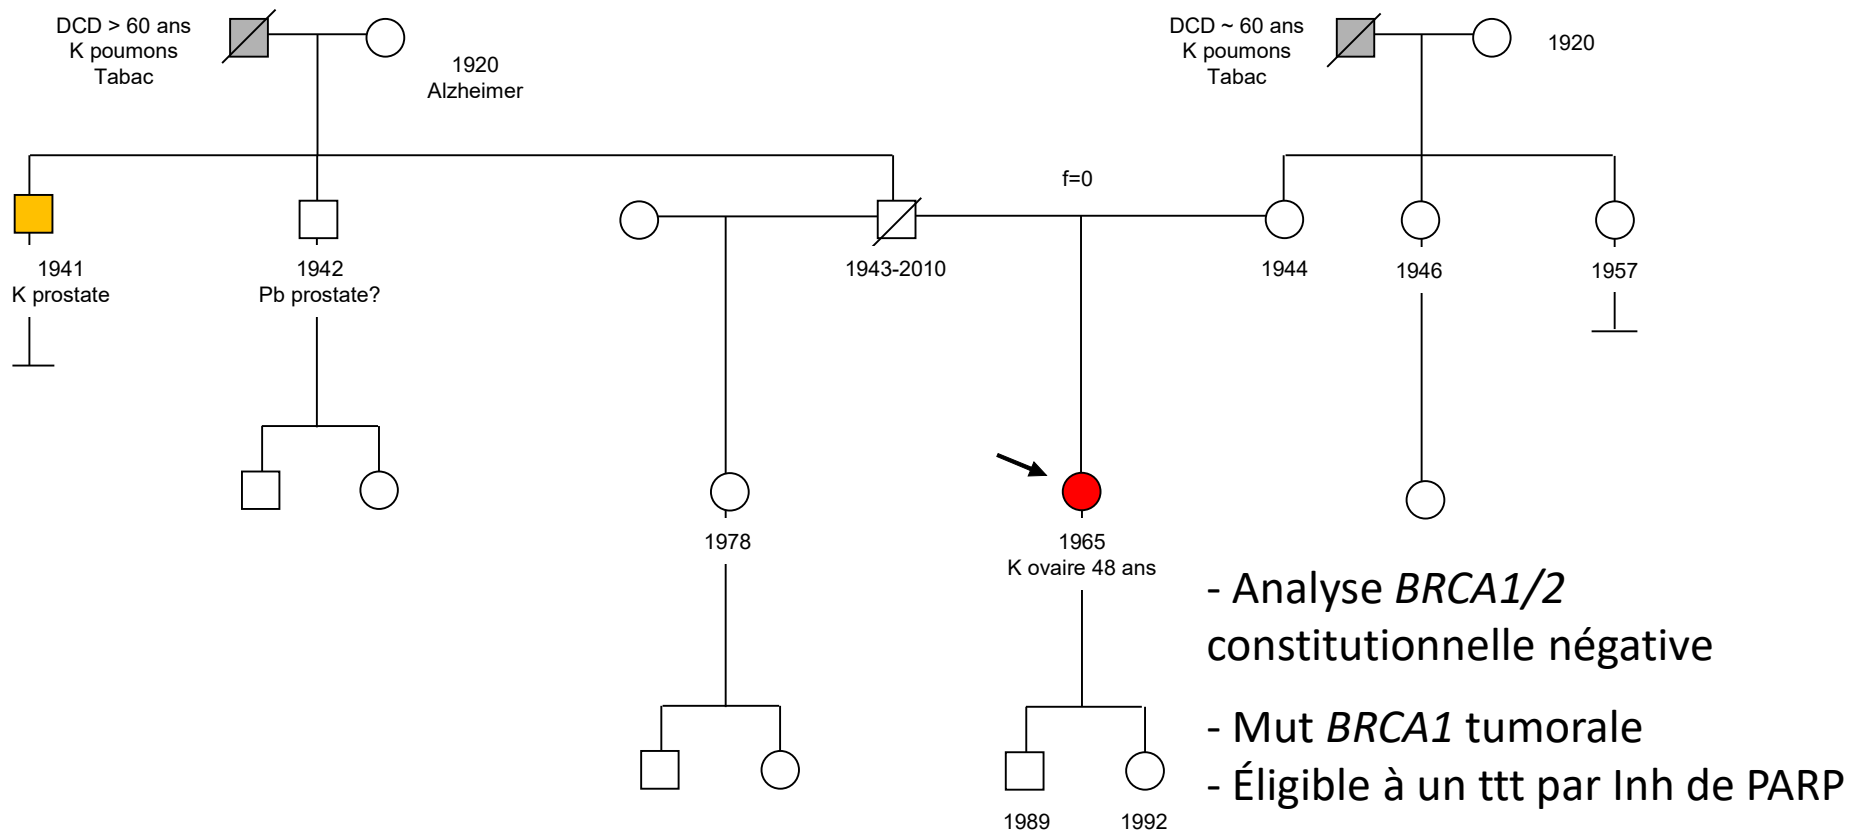 DCD > 60 ans
K poumons
Tabac
1920
Alzheimer
DCD ~ 60 ans
K poumons
Tabac
1920
f=0
1941
K prostate
1942
Pb prostate?
1943-2010
1944
1946
1957
1978
1965
K ovaire 48 ans
1989
1992
- Analyse BRCA1/2
constitutionnelle négative
- Mut BRCA1 tumorale
- Éligible à un ttt par Inh de PARP